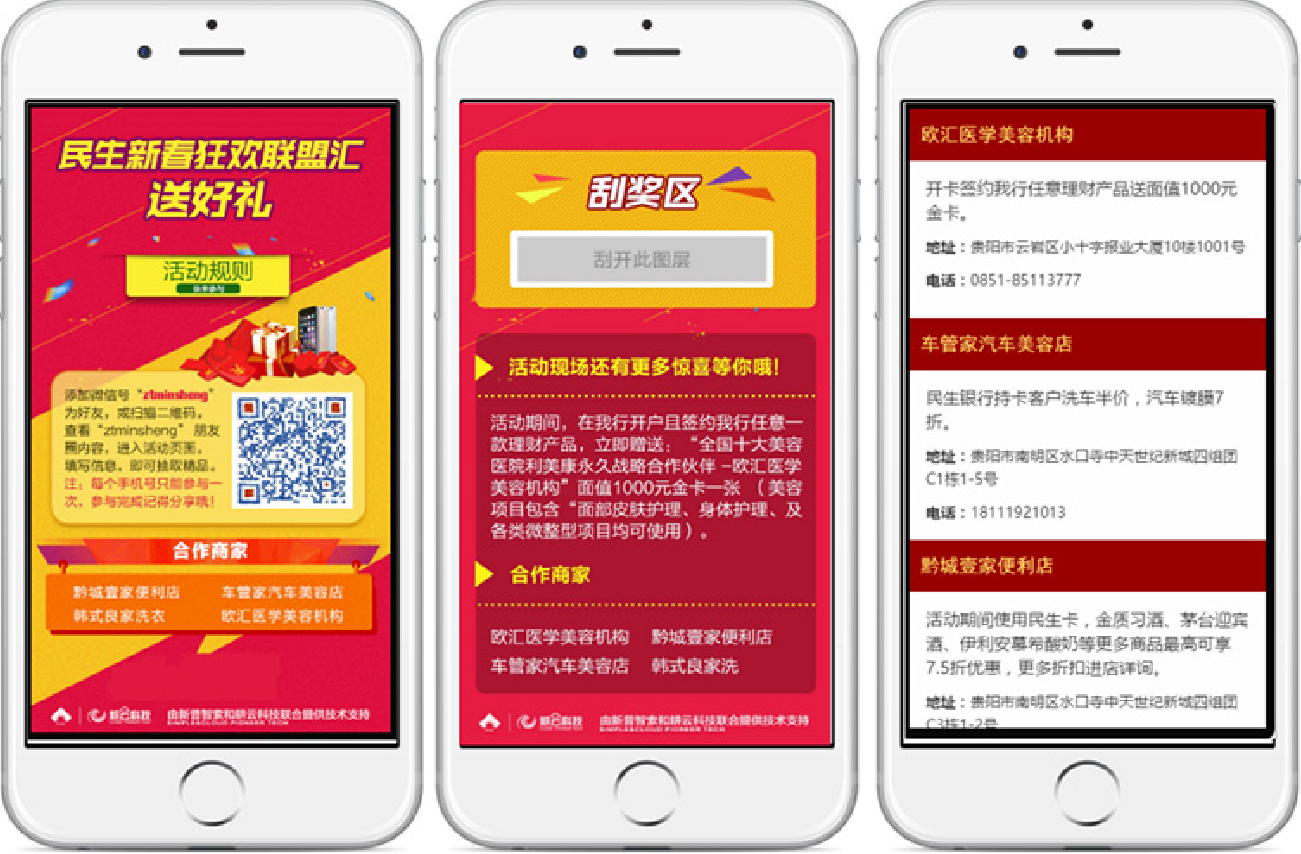 民生新春狂欢联盟汇
送好礼
活动规则
添加微信号“ztminsheng”
为好友，或扫描二维码，
查看“ztminsheng”朋友
圈内容，进入活动页面，
填写信息，即可抽取精品。
注：每个手机号只能参与一
次，参与完成记得分享哦！
合作商家
黔城壹家便利店 车管家汽车美容店
韩式良家洗衣 欧汇医学美容机构
由新普智索和耕云科技联合提供技术支持
SIMPLE&CLOUD PIONEER TECH
刮奖区
刮开此图层
活动现场还有更多惊喜等你哦！
活动期间，在我行开户且签约我行任意一
款理财产品，立即赠送：“全国十大美容
医院利美康永久战略合作伙伴-欧汇医学
美容机构”面值1000元金卡一张（美容
项目包含“面部皮肤护理、身体护理、及
各类微整型项目均可使用）。
合作商家
欧汇医学美容机构 黔城壹家便利店
车管家汽车美容店 韩式良家洗
由新普智索和耕云科技联合提供技术支持
SIMPLE&CLOUD PIONEER TECH
欧汇医学美容机构
开卡签约我行任意理财产品送面值1000元
金卡。
地址：贵阳市云岩区小十字报业大厦10楼1001号
电话：0851-85113777
车管家汽车美容店
民生银行持卡客户洗车半价，汽车镀膜7
折。
地址：贵阳市南明区水口寺中天世纪新城四组团
C1栋1-5号
电话：18111921013
黔城壹家便利店
活动期间使用民生卡，金质习酒、茅台迎宾
酒、伊利安慕希酸奶等更多商品最高可享
7.5折优惠，更多折扣进店详询。
地址：贵阳市南明区水口寺中天世纪新城四组团
C3栋1-2号